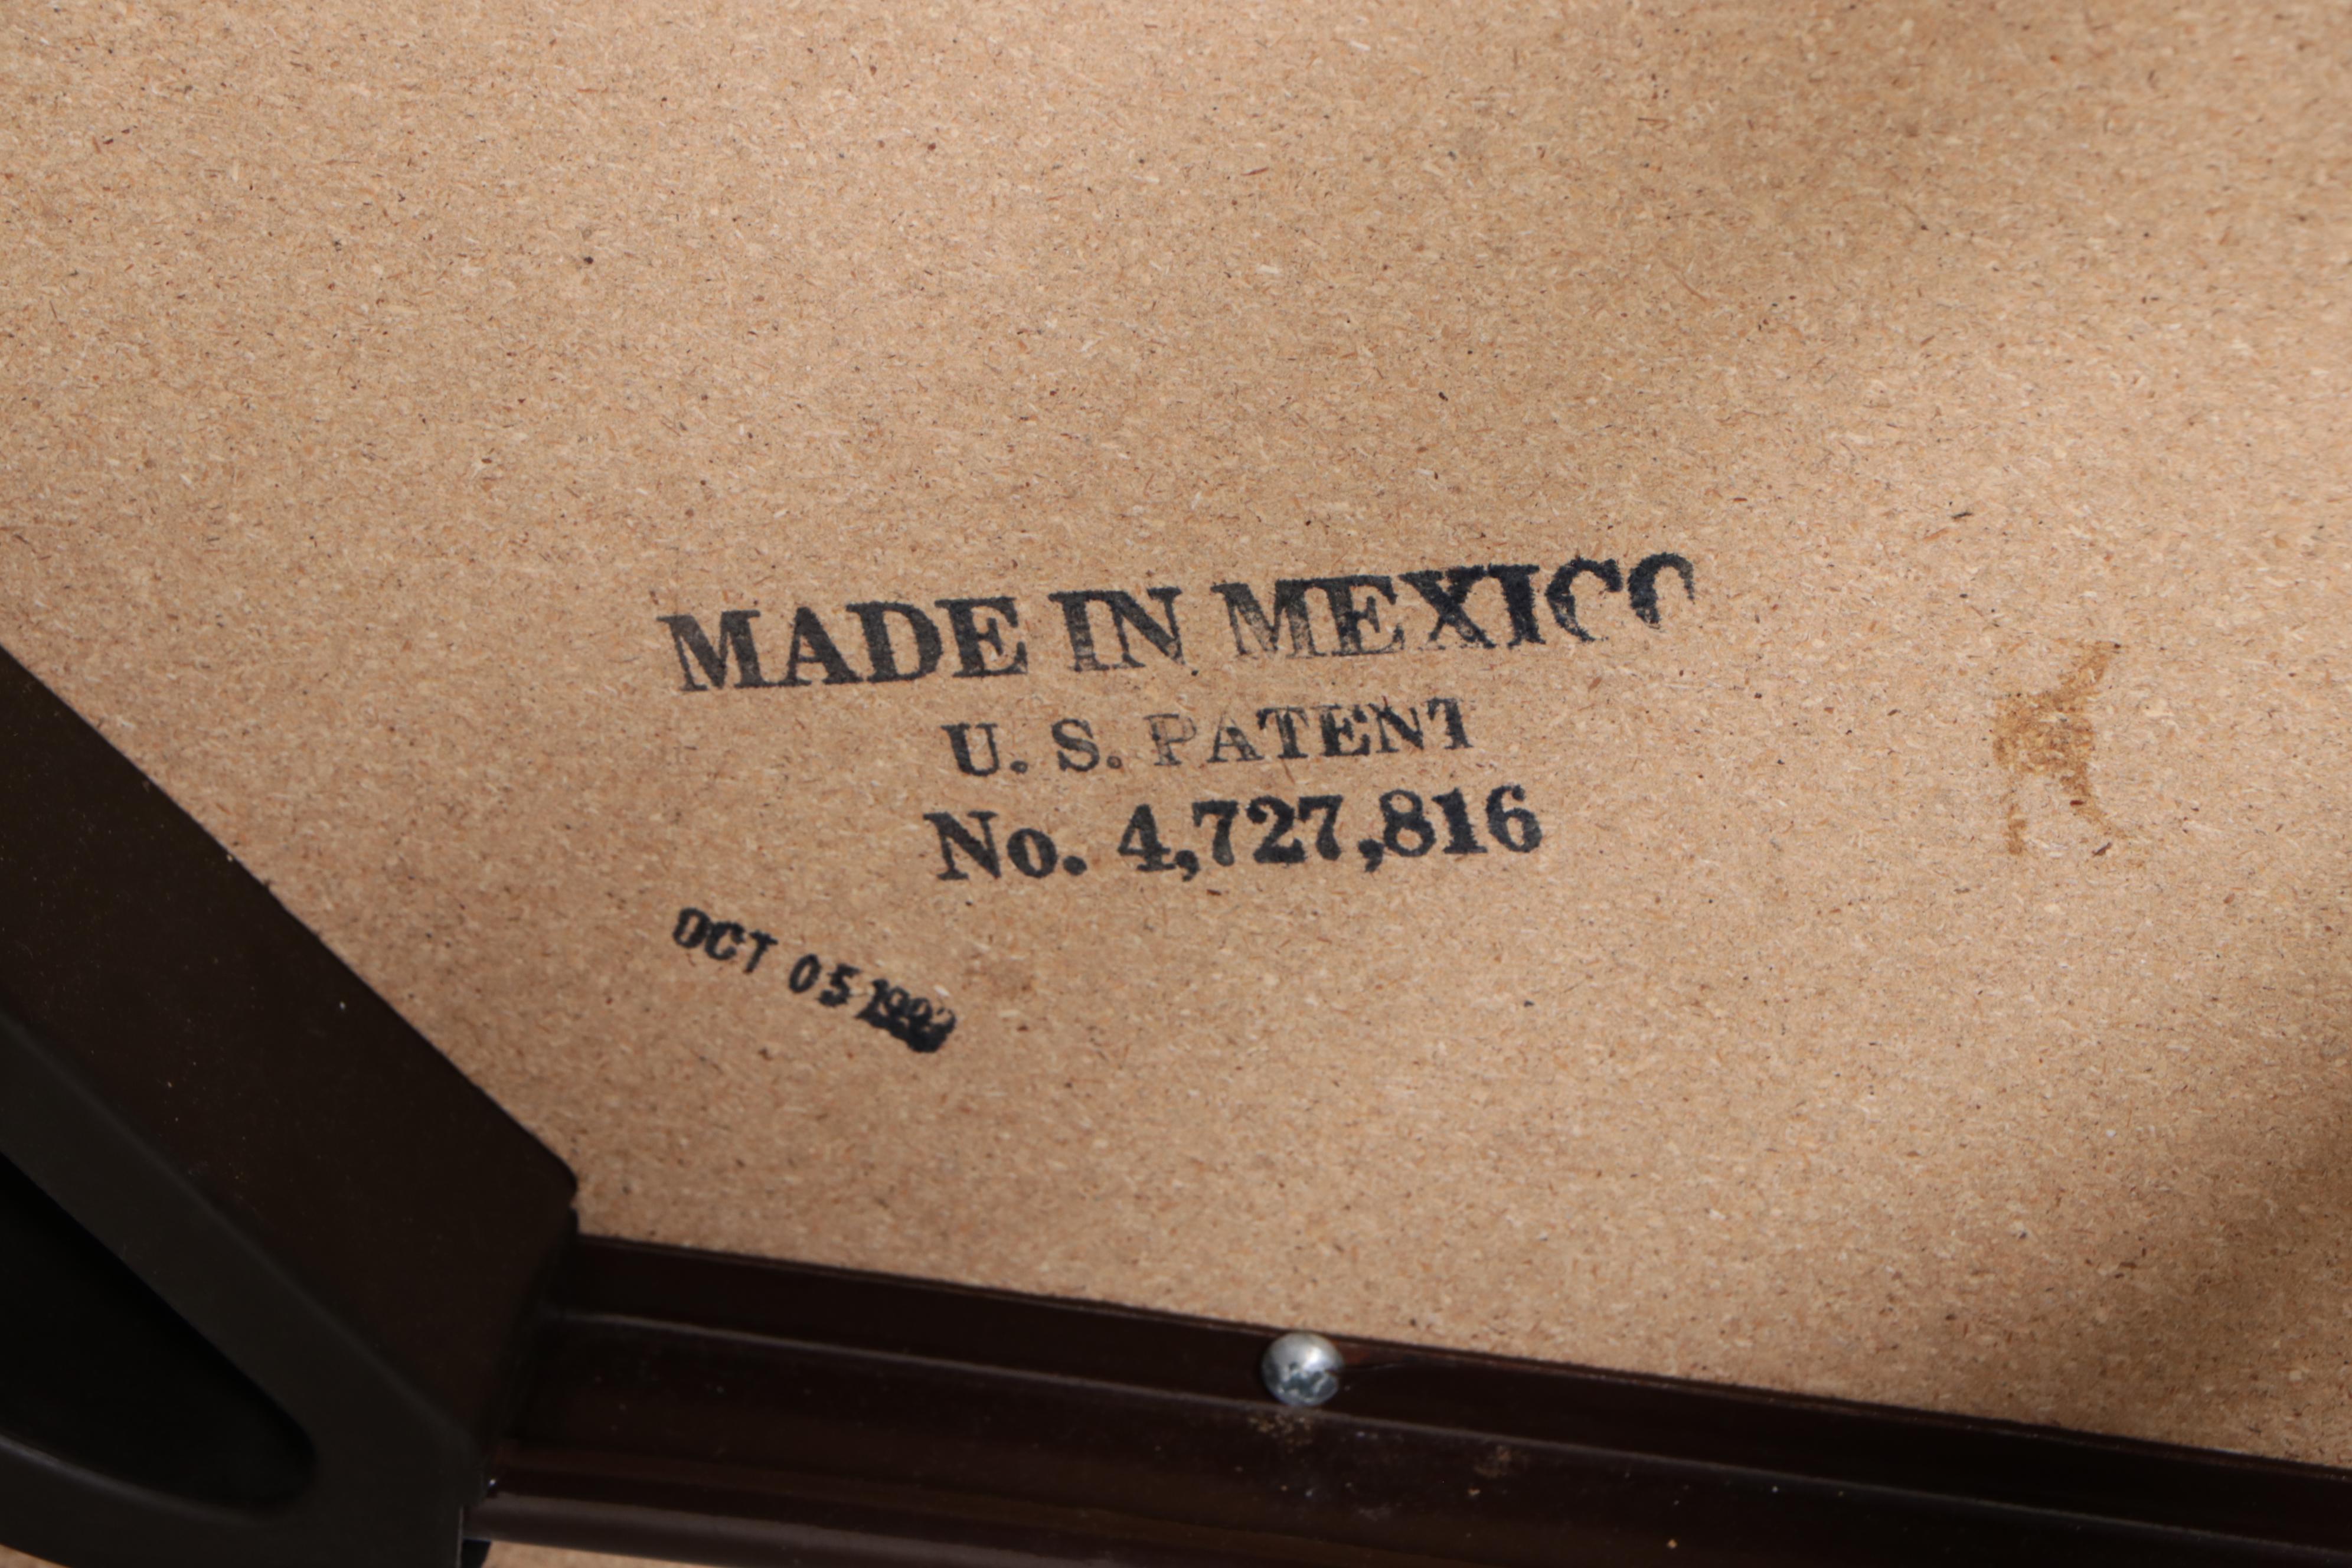 MADE IN MEXICO
U. S. PATENT
No. 4,727,816
OCT 05